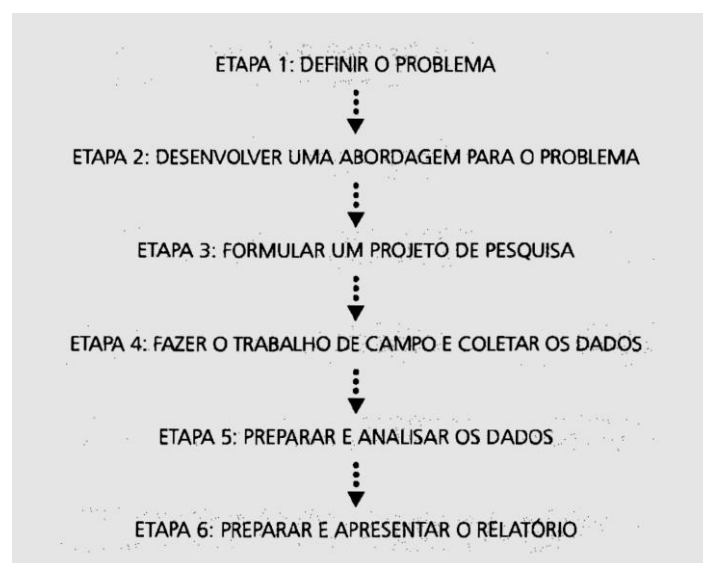 ETAPA 1: DEFINIR O PROBLEMA
ETAPA 2: DESENVOLVER UMA ABORDAGEM PARA O PROBLEMA
ETAPA 3: FORMULAR UM PROJETO DE PESQUISA
ETAPA 4: FAZER O TRABALHO DE CAMPO E COLETAR OS DADOS
ETAPA 5: PREPARAR E ANALISAR OS DADOS
ETAPA 6: PREPARAR E APRESENTAR O RELATÓRIO